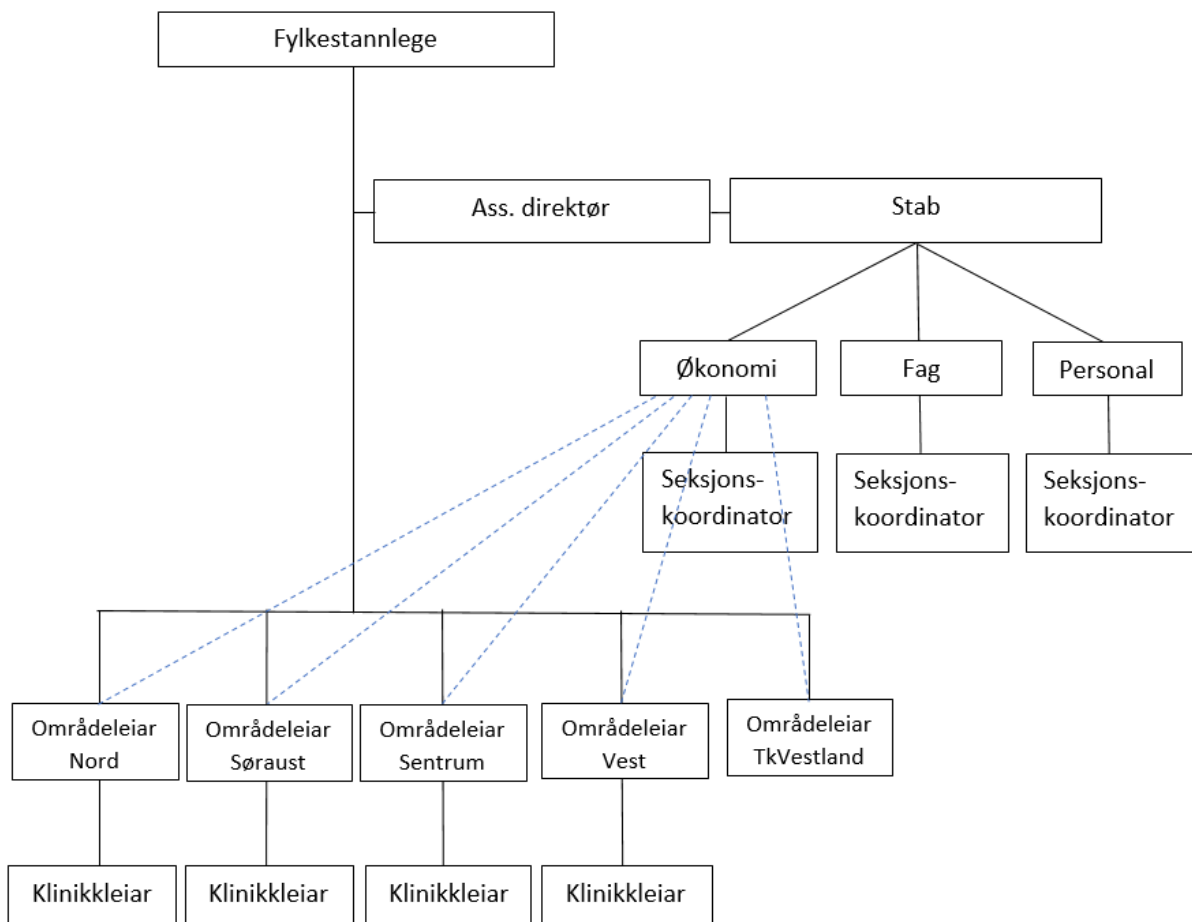 Fylkestannlege
Ass. direktør
Stab
Økonomi
Fag
Personal
Seksjons-
koordinator
Seksjons-
koordinator
Seksjons-
koordinator
Områdeleiar
Nord
Områdeleiar
Søraust
Områdeleiar
Sentrum
Områdeleiar
Vest
Områdeleiar
TkVestland
Klinikkleiar
Klinikkleiar
Klinikkleiar
Klinikkleiar